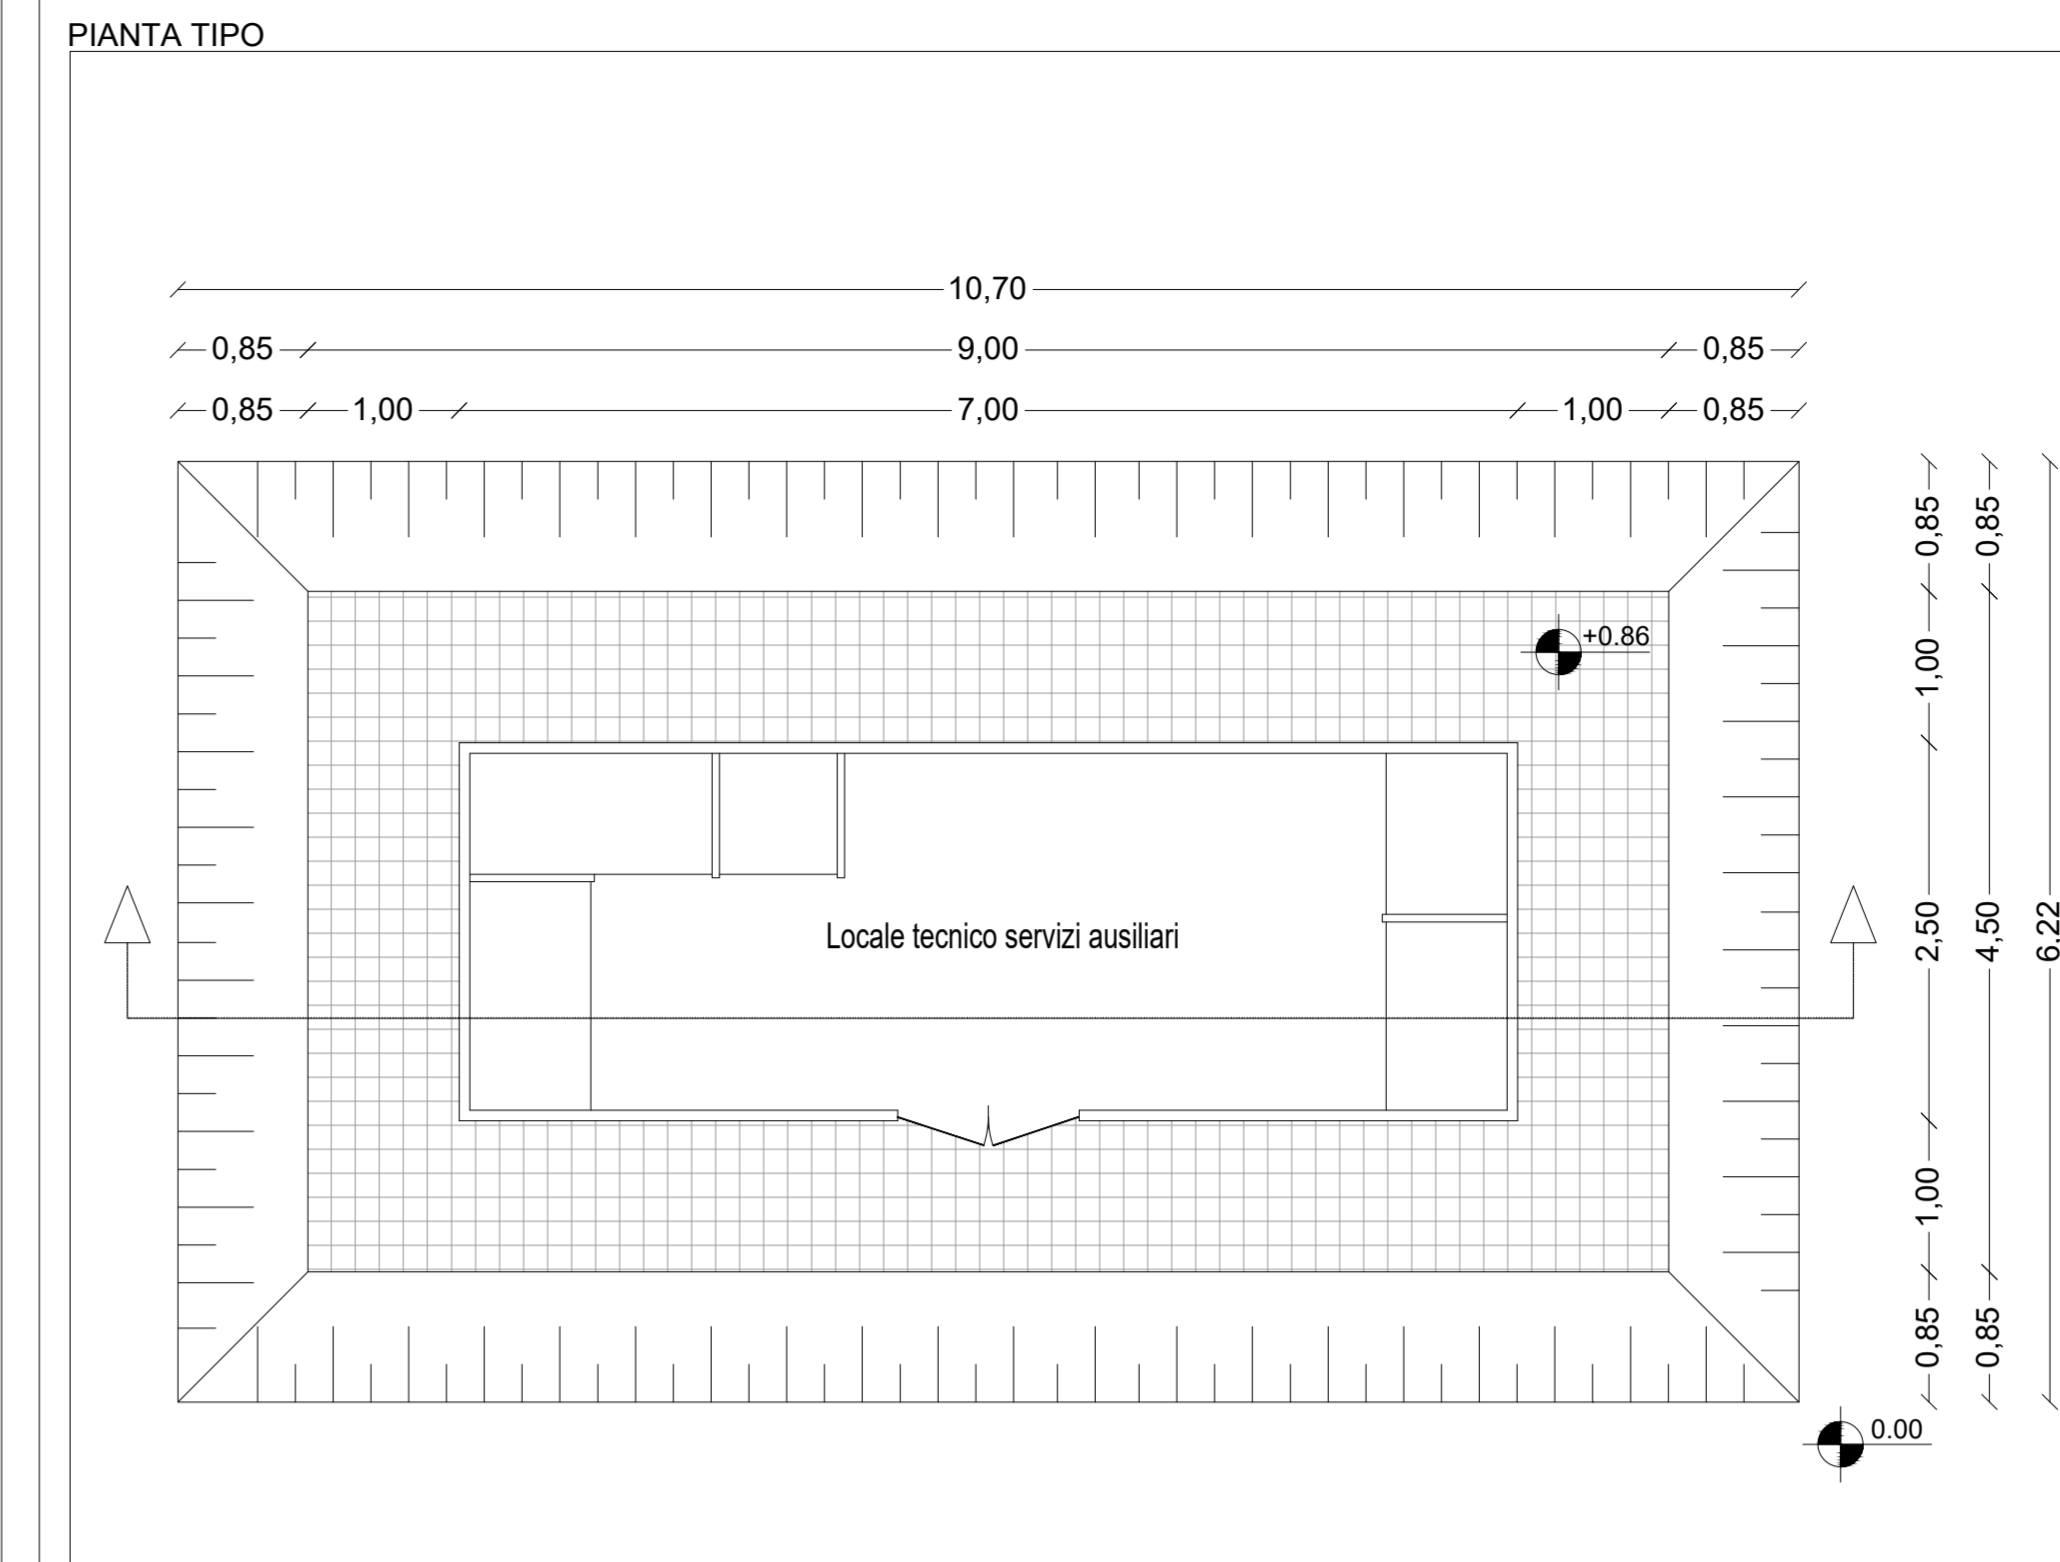 PIANTA TIPO
10,70
0,85 9,00 0,85
0,85 1,00 7,00 1,00 0,85
0,85 0,85
+0.86
1,00
Locale tecnico servizi ausiliari
2,50 4,50 6,22
1,00
0,85 0,85
0.00